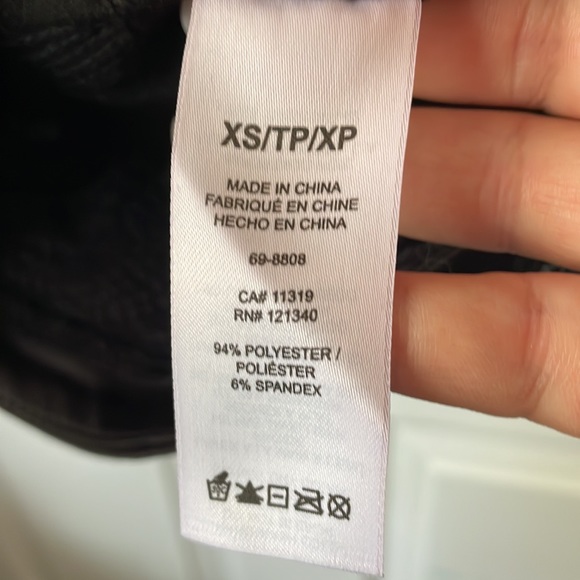 XS/TP/XP
MADE IN CHINA
FABRIQUÉ EN CHINE
HECHO EN CHINA
69-8808
CA# 11319
RN# 121340
94% POLYESTER /
POLIÉSTER
6% SPANDEX